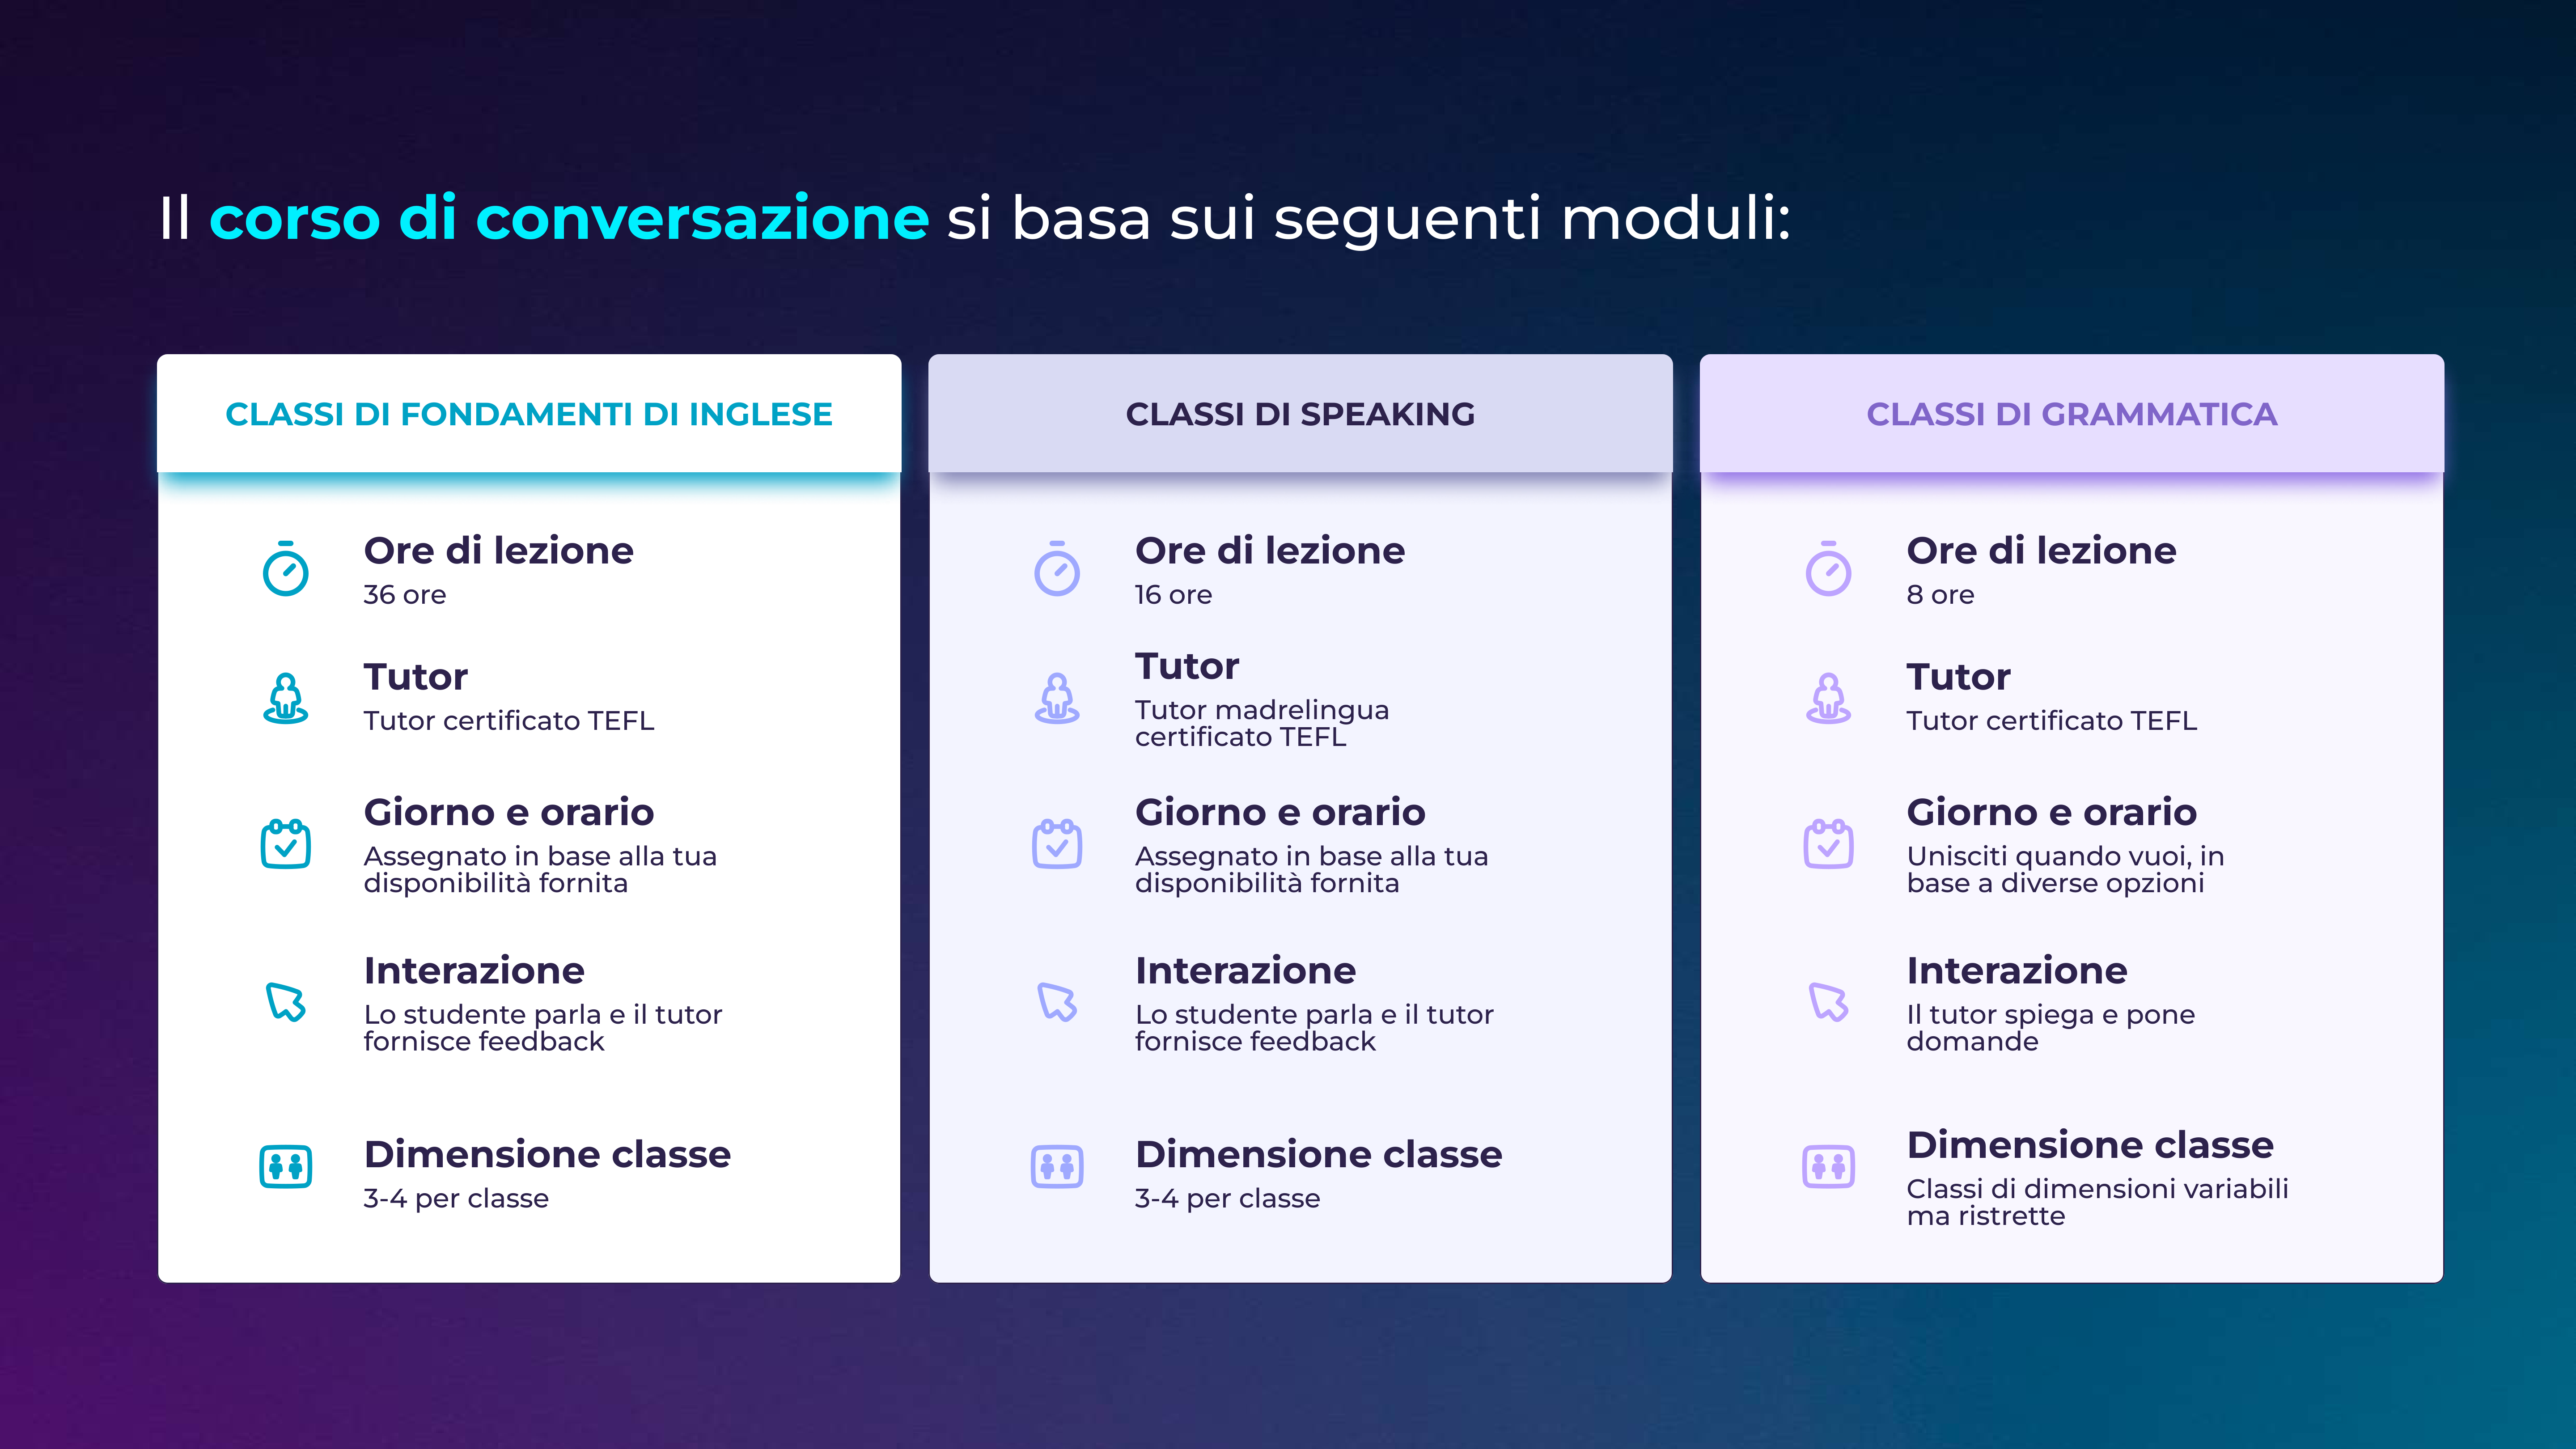 Il corso di conversazione si basa sui seguenti moduli:
CLASSI DI FONDAMENTI DI INGLESE
Ore di lezione
36 ore
Tutor
Tutor certificato TEFL
Giorno e orario
Assegnato in base alla tua
disponibilità fornita
Interazione
Lo studente parla e il tutor
fornisce feedback
Dimensione classe
3-4 per classe
CLASSI DI SPEAKING
Ore di lezione
16 ore
Tutor
Tutor madrelingua
certificato TEFL
Giorno e orario
Assegnato in base alla tua
disponibilità fornita
Interazione
Lo studente parla e il tutor
fornisce feedback
Dimensione classe
3-4 per classe
CLASSI DI GRAMMATICA
Ore di lezione
8 ore
Tutor
Tutor certificato TEFL
Giorno e orario
Unisciti quando vuoi, in
base a diverse opzioni
Interazione
Il tutor spiega e pone
domande
Dimensione classe
Classi di dimensioni variabili
ma ristrette